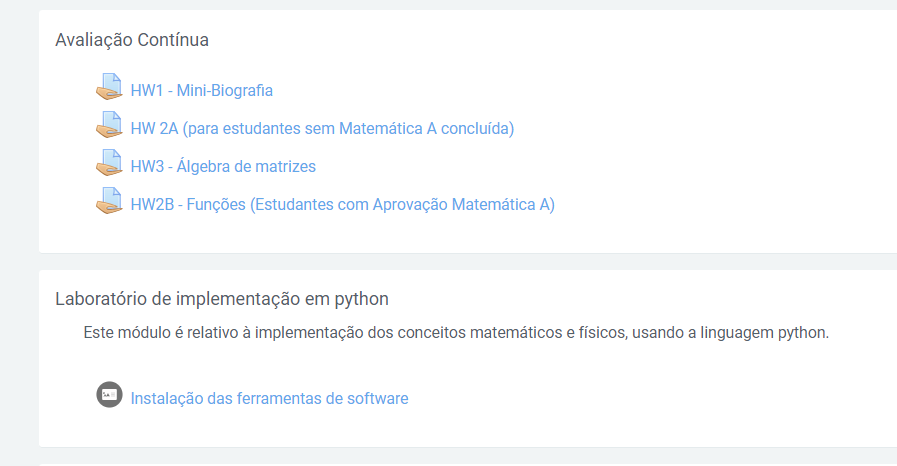 Avaliação Contínua
HW1 - Mini-Biografia
HW 2A (para estudantes sem Matemática A concluída)
HW3 - Álgebra de matrizes
HW2B - Funções (Estudantes com Aprovação Matemática A)
Laboratório de implementação em python
Este módulo é relativo à implementação dos conceitos matemáticos e físicos, usando a linguagem python.
Instalação das ferramentas de software